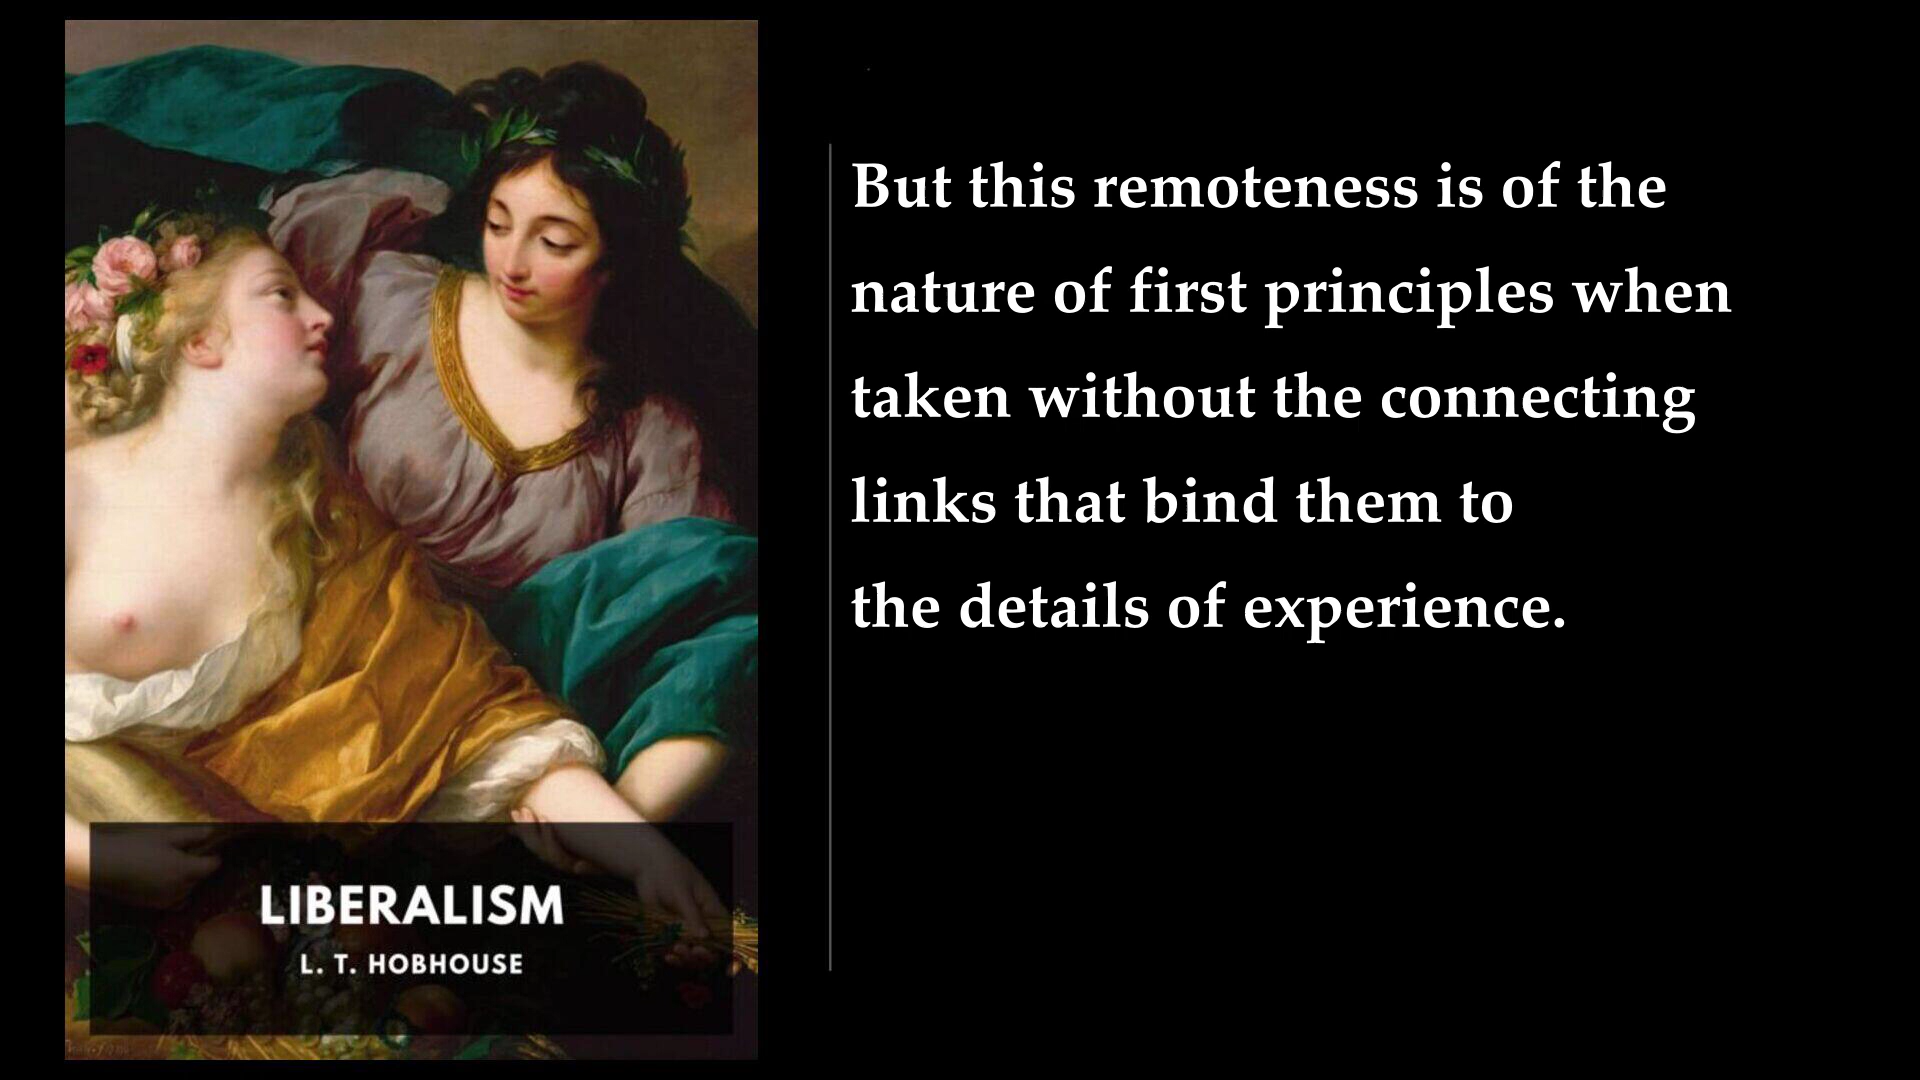 LIBERALISM
L. T. HOBHOUSE
But this remoteness is of the
nature of first principles when
taken without the connecting
links that bind them to
the details of experience.